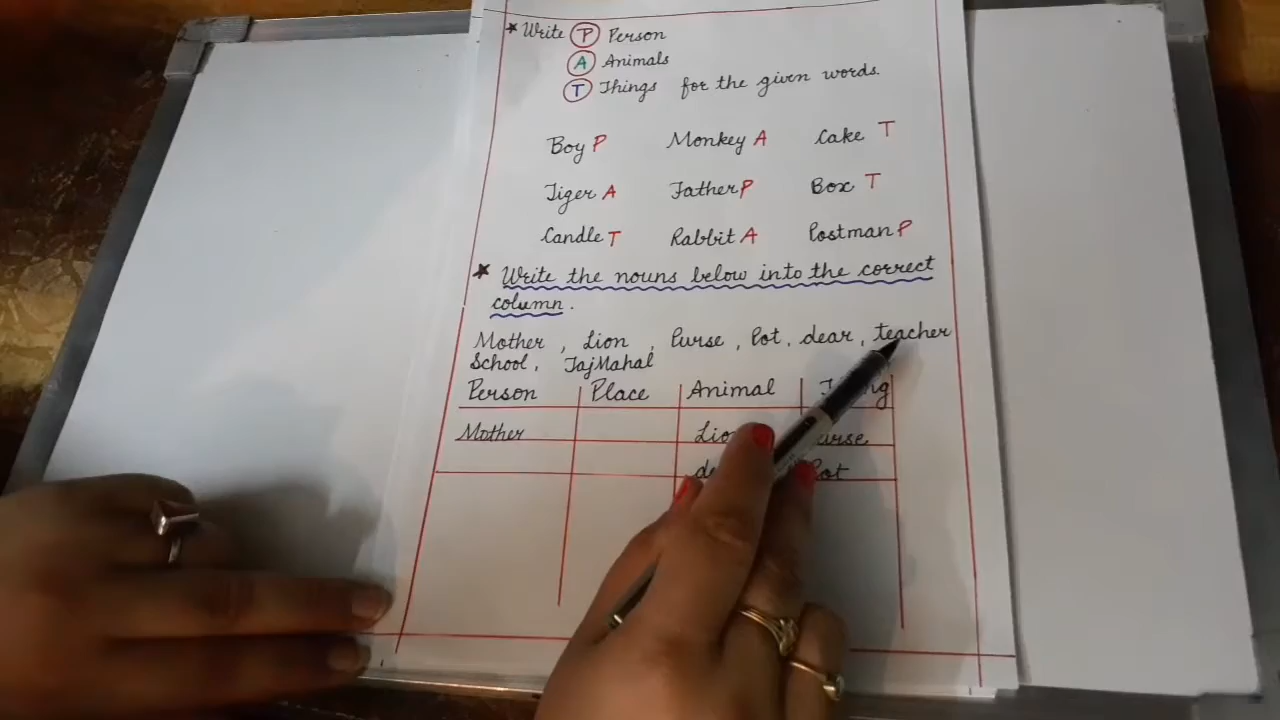 ★ Write P Person
A Animals
T Things for the given words.
Boy P Monkey A Cake T
Tiger A Father P Box T
Candle T Rabbit A Postman P
★ Write the nouns below into the correct
column.
Mother, Lion, Purse, Pot, dear, teacher
School, TajMahal
Person Place Animal
Mother
Pot